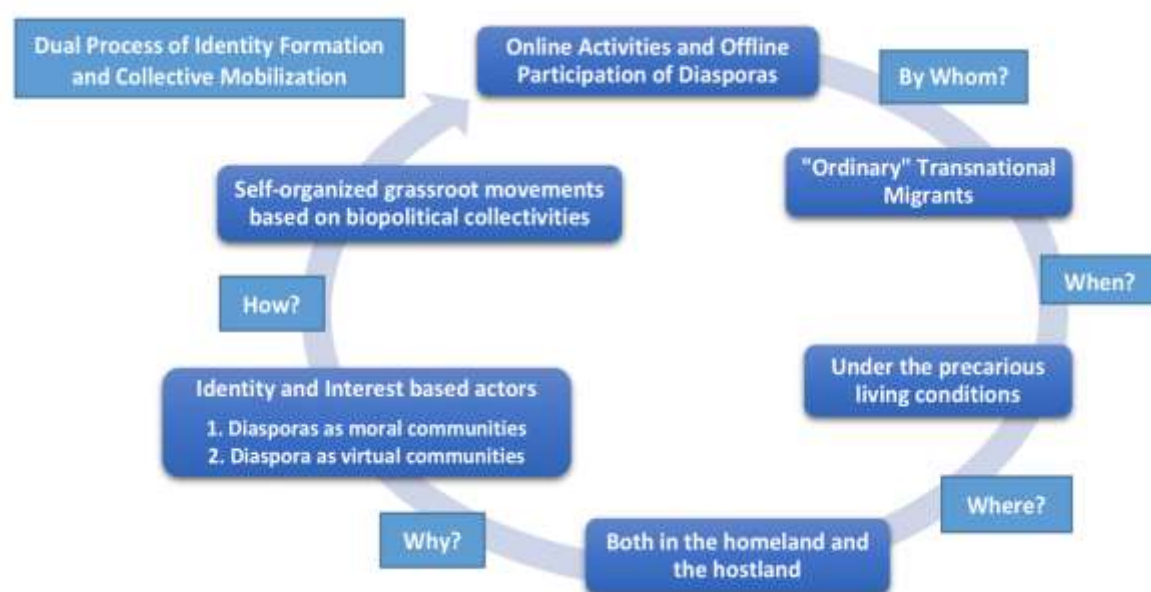 Dual Process of Identity Formation
and Collective Mobilization
Online Activities and Offline
Participation of Diasporas
By Whom?
"Ordinary" Transnational
Migrants
When?
Under the precarious
living conditions
Where?
Both in the homeland and
the hostland
Why?
Identity and Interest based actors
1. Diasporas as moral communities
2. Diaspora as virtual communities
How?
Self-organized grassroot movements
based on biopolitical collectivities